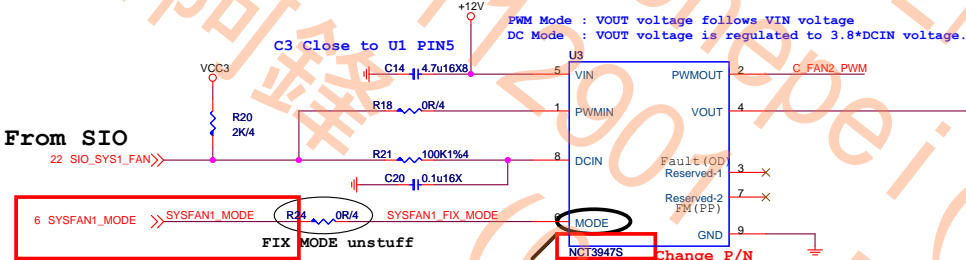 +12V
PWM Mode : VOUT voltage follows VIN voltage
DC Mode : VOUT voltage is regulated to 3.8*DCIN voltage.
C3 Close to U1 PIN5
U3
VCC3
C14 4.7u16X8
5 VIN
PWMOUT 2 C_FAN2_PWM
R18 0R/4
1 PWMIN
VOUT 4
R20
2K/4
From SIO
22 SIO_SYS1_FAN
R21 100K1%4
8 DCIN
Fault(OD)
Reserved-1 3
C20 0.1u16X
Reserved-2 7
FM(PP)
6 SYSFAN1_MODE
SYSFAN1_MODE
R24 0R/4
SYSFAN1_FIX_MODE
MODE
GND 9
FIX MODE unstuff
NCT3947S
Change P/N